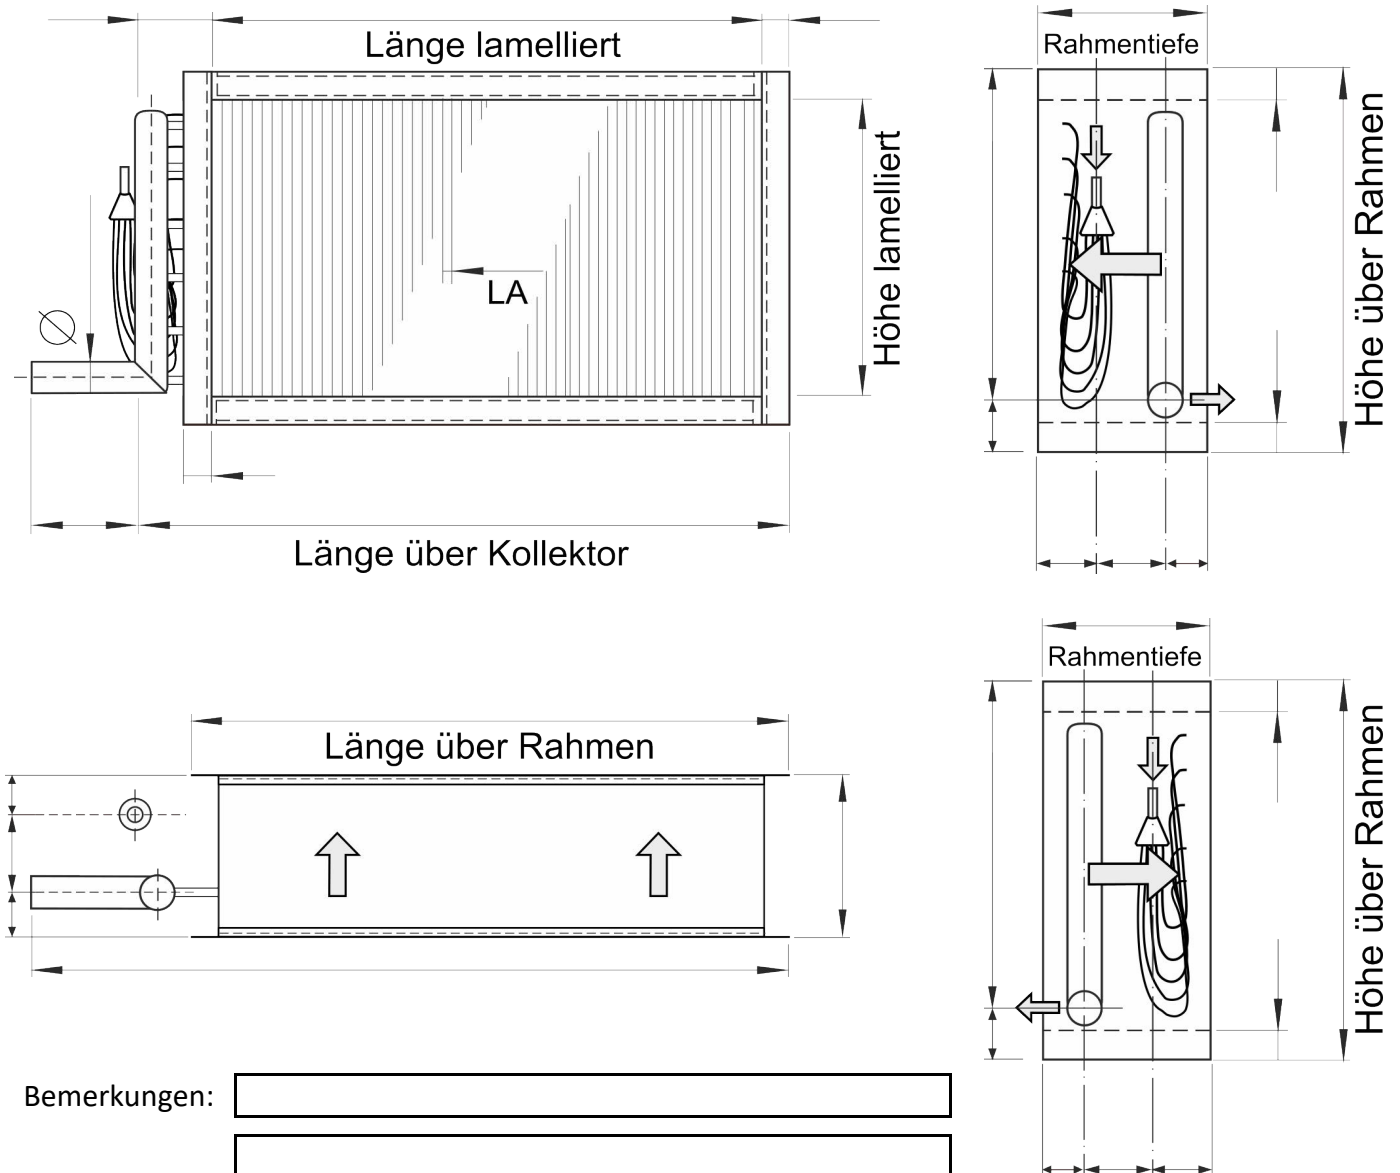 Länge lamelliert
Rahmentiefe
Höhe lamelliert
Höhe über Rahmen
LA
Länge über Kollektor
Rahmentiefe
Länge über Rahmen
Höhe über Rahmen
Bemerkungen: